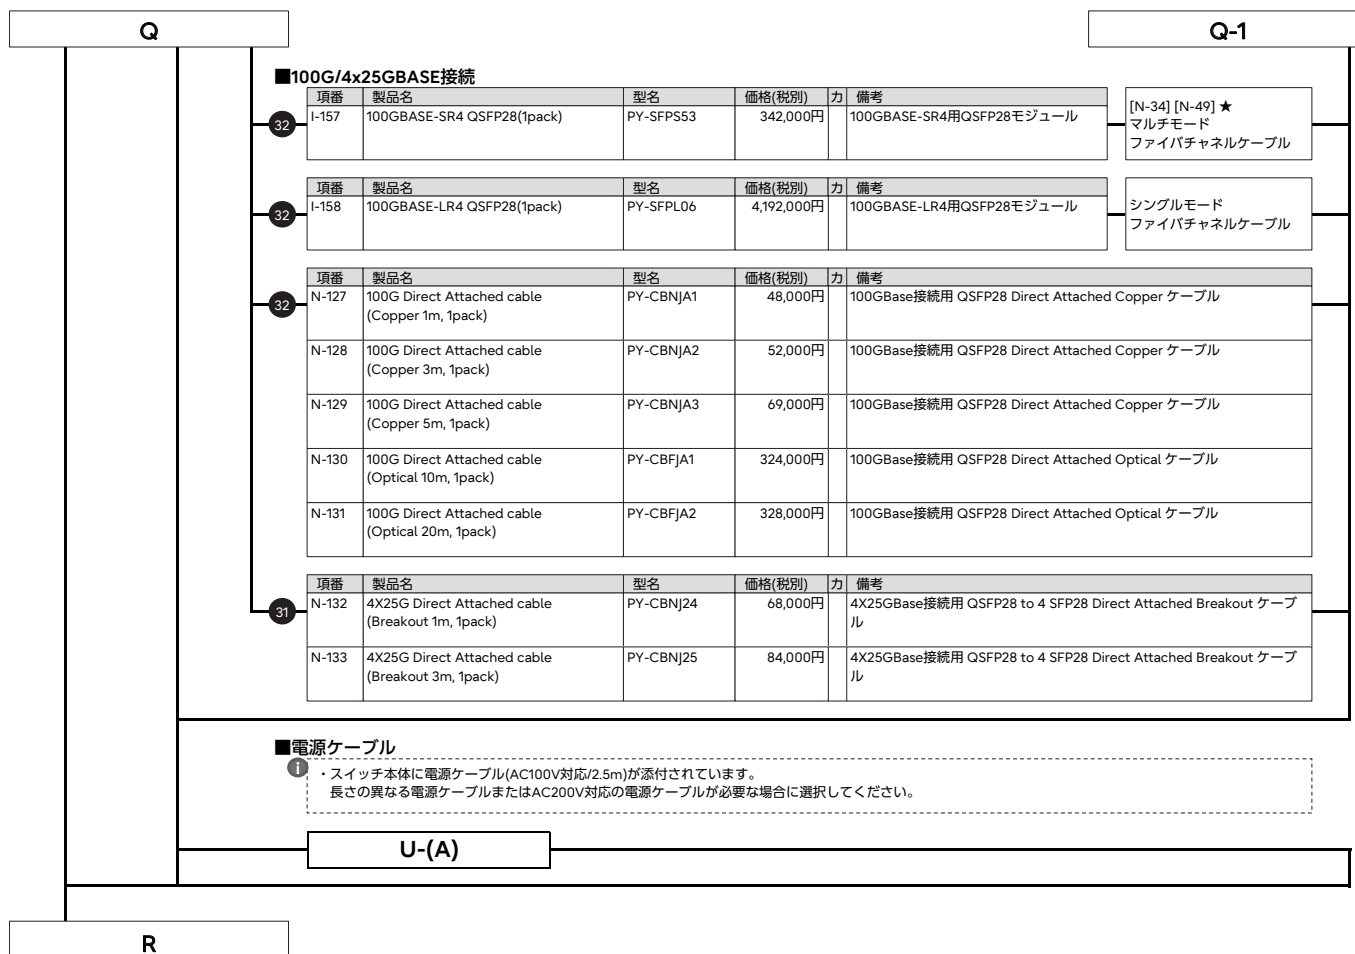 Q
Q-1
■100G/4x25GBASE接続
項番 製品名 型名 価格(税別) カ 備考
32 I-157 100GBASE-SR4 QSFP28(1pack) PY-SFPS53 342,000円 100GBASE-SR4用QSFP28モジュール
[N-34] [N-49] ★
マルチモード
ファイバチャネルケーブル
項番 製品名 型名 価格(税別) カ 備考
32 I-158 100GBASE-LR4 QSFP28(1pack) PY-SFPL06 4,192,000円 100GBASE-LR4用QSFP28モジュール
シングルモード
ファイバチャネルケーブル
項番 製品名 型名 価格(税別) カ 備考
32 N-127 100G Direct Attached cable PY-CBNJA1 48,000円 100GBase接続用 QSFP28 Direct Attached Copper ケーブル
(Copper 1m, 1pack)
N-128 100G Direct Attached cable PY-CBNJA2 52,000円 100GBase接続用 QSFP28 Direct Attached Copper ケーブル
(Copper 3m, 1pack)
N-129 100G Direct Attached cable PY-CBNJA3 69,000円 100GBase接続用 QSFP28 Direct Attached Copper ケーブル
(Copper 5m, 1pack)
N-130 100G Direct Attached cable PY-CBFJA1 324,000円 100GBase接続用 QSFP28 Direct Attached Optical ケーブル
(Optical 10m, 1pack)
N-131 100G Direct Attached cable PY-CBFJA2 328,000円 100GBase接続用 QSFP28 Direct Attached Optical ケーブル
(Optical 20m, 1pack)
項番 製品名 型名 価格(税別) カ 備考
31 N-132 4X25G Direct Attached cable PY-CBNJ24 68,000円 4X25GBase接続用 QSFP28 to 4 SFP28 Direct Attached Breakout ケーブ
(Breakout 1m, 1pack) ル
N-133 4X25G Direct Attached cable PY-CBNJ25 84,000円 4X25GBase接続用 QSFP28 to 4 SFP28 Direct Attached Breakout ケーブ
(Breakout 3m, 1pack) ル
■電源ケーブル
i ・スイッチ本体に電源ケーブル(AC100V対応/2.5m)が添付されています。
長さの異なる電源ケーブルまたはAC200V対応の電源ケーブルが必要な場合に選択してください。
U-(A)
R